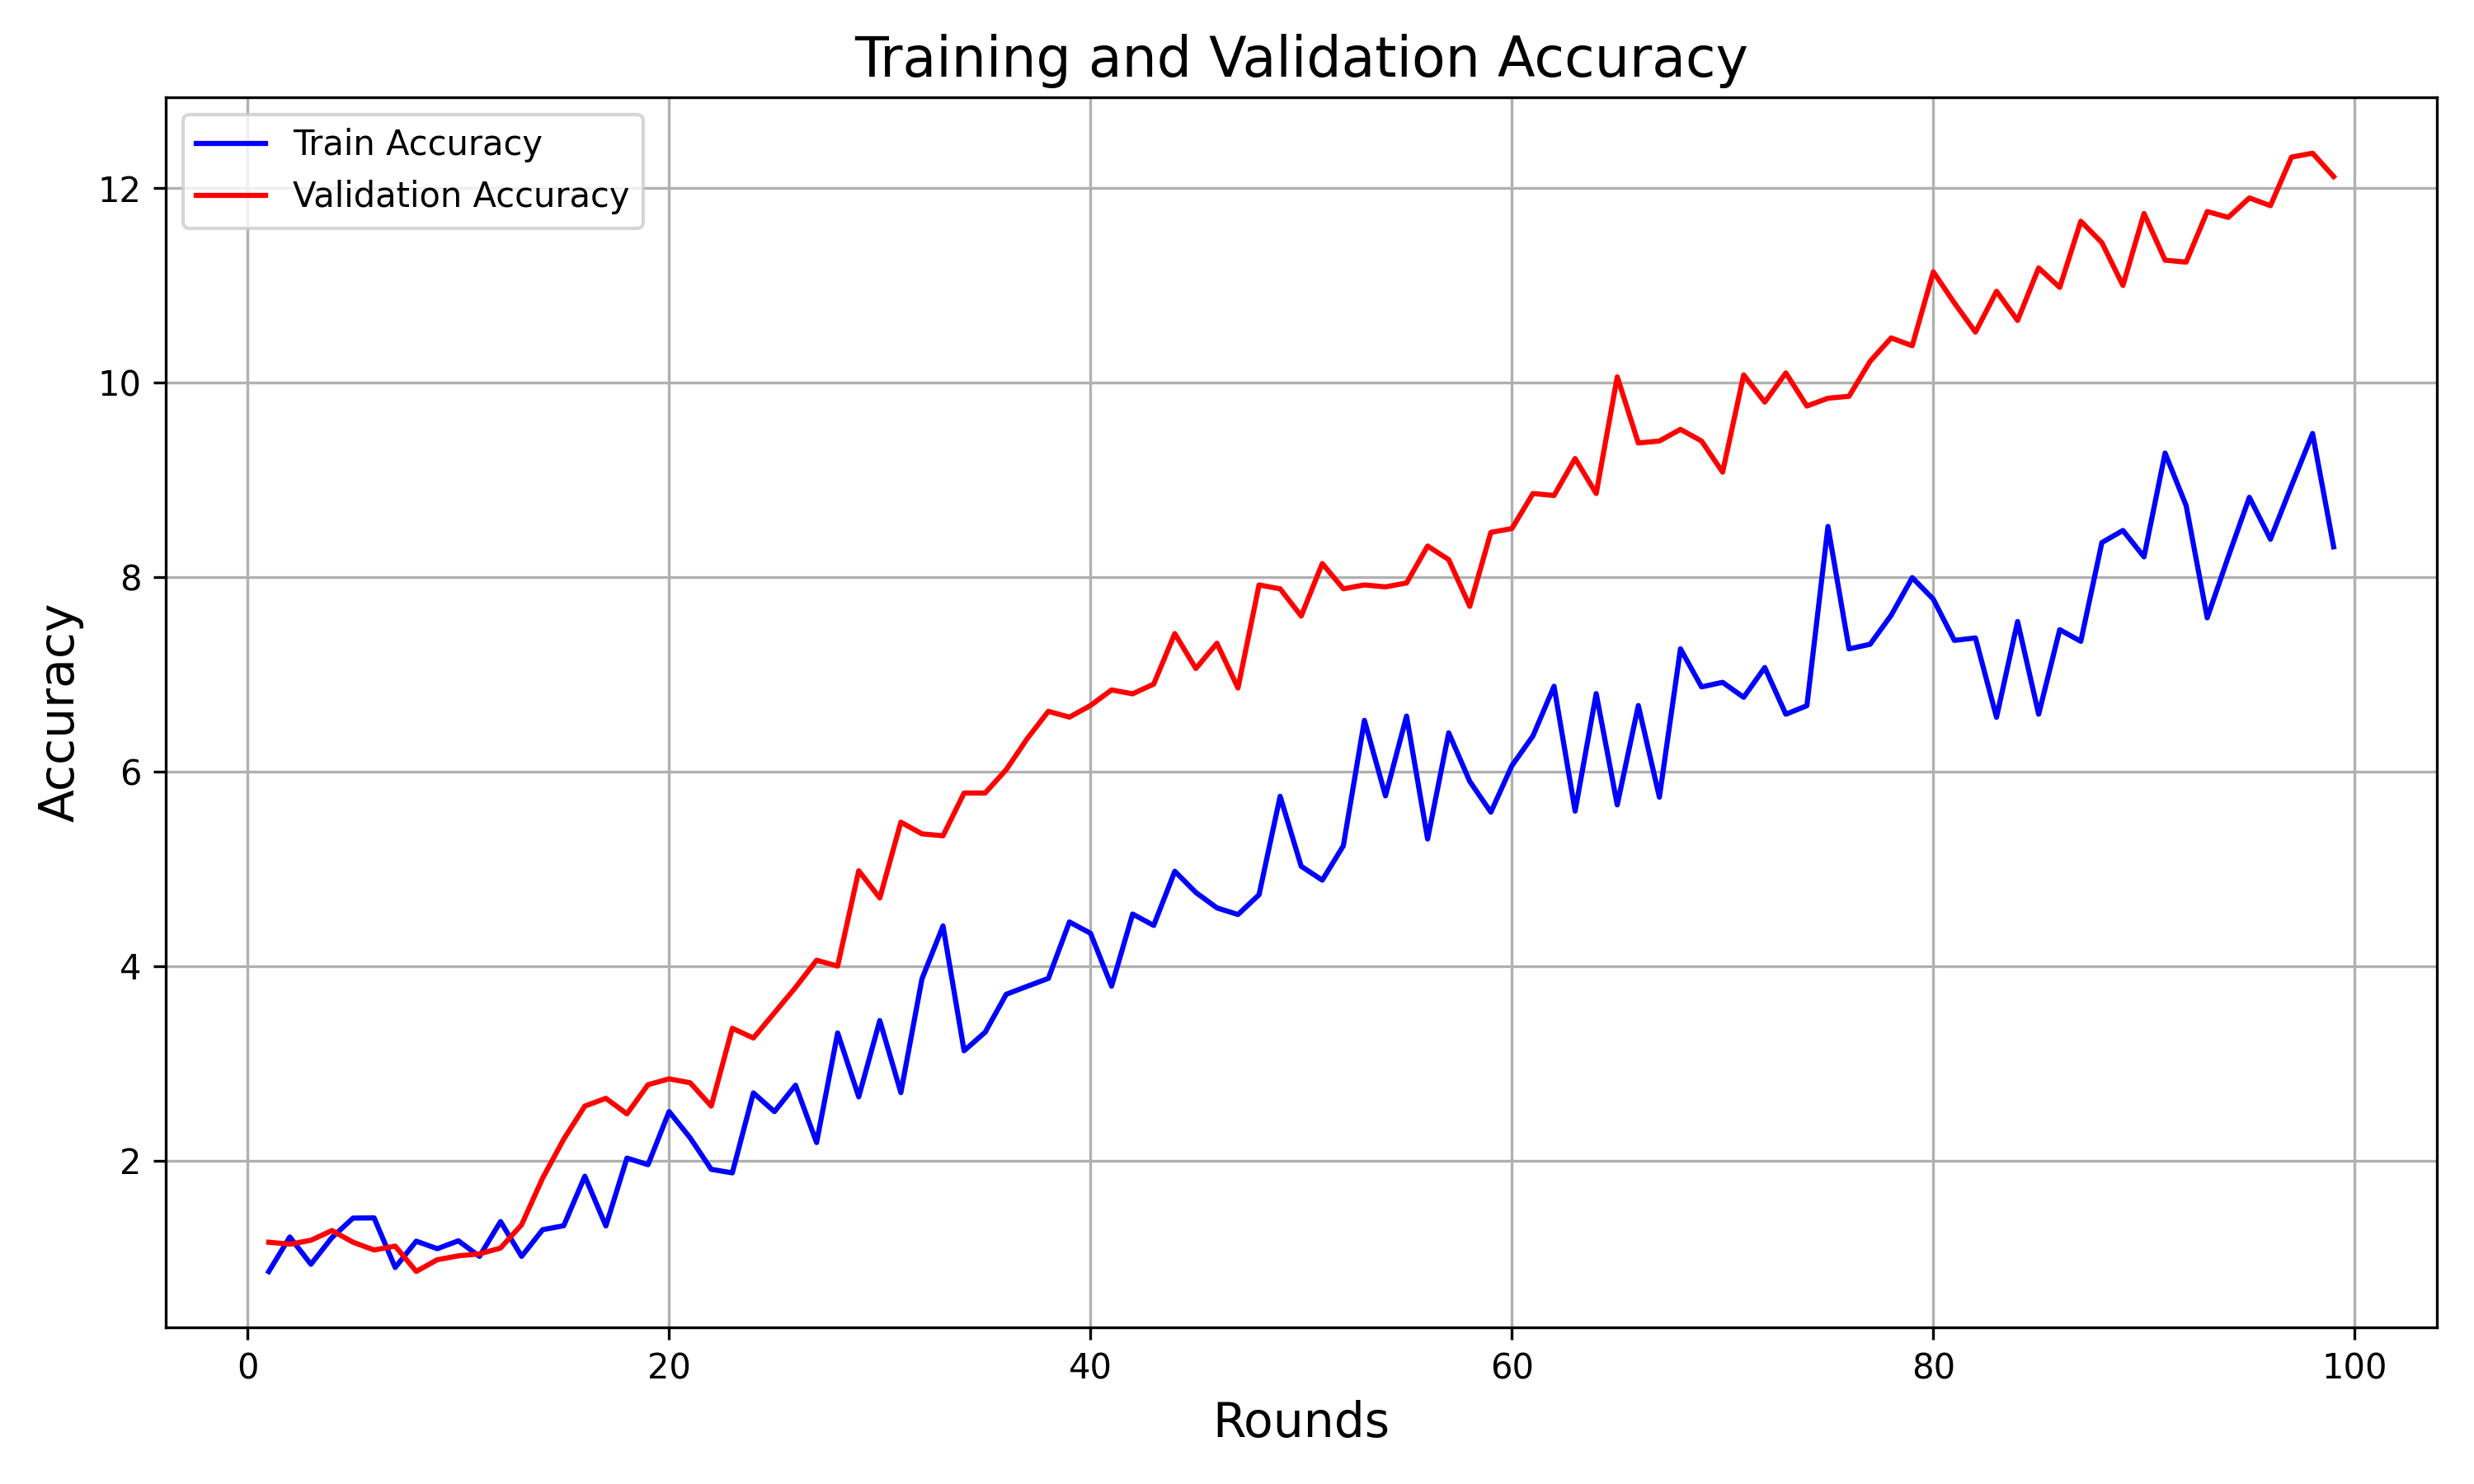 Training and Validation Accuracy
Train Accuracy
Validation Accuracy
12
10
8
6
4
2
Accuracy
0 20 40 60 80 100
Rounds